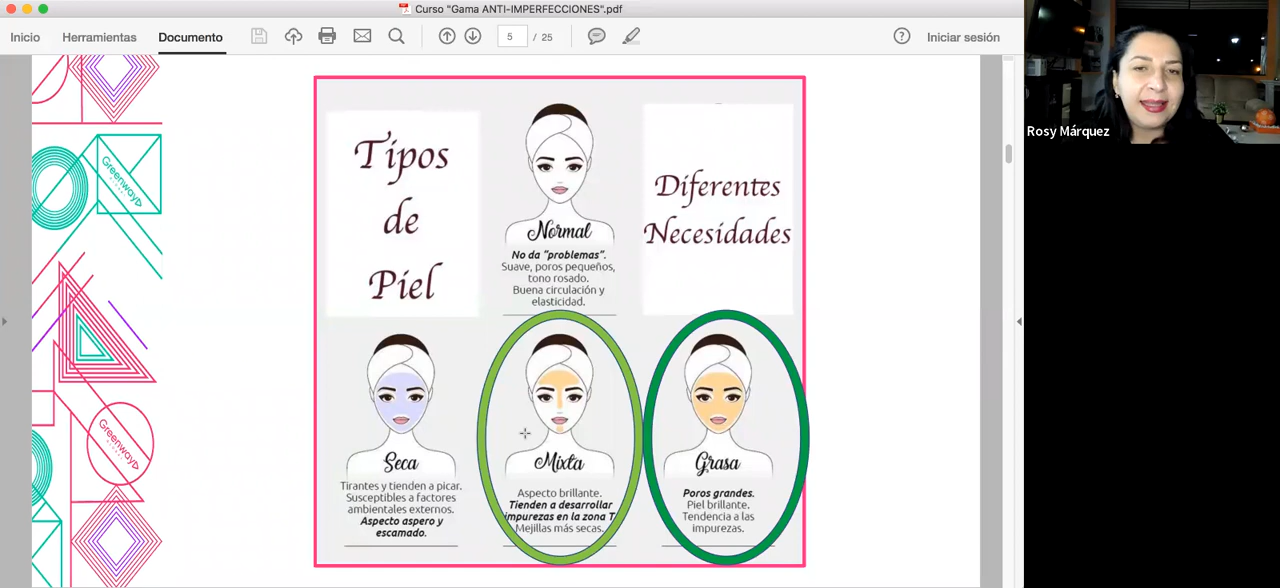 Curso "Gama ANTI-IMPERFECCIONES".pdf
Inicio
Herramientas
Documento
5
/ 25
Iniciar sesión
Rosy Márquez
Greenway
Greenway
Tipos
de
Piel
Diferentes
Necesidades
Normal
No da "problemas".
Suave, poros pequeños,
tono rosado.
Buena circulación y
elasticidad.
Seca
Tirantes y tienden a picar.
Susceptibles a factores
ambientales externos.
Aspecto aspero y
escamado.
Mixta
Aspecto brillante.
Tienden a desarrollar
impurezas en la zona T
Mejillas más secas.
Grasa
Poros grandes.
Piel brillante.
Tendencia a las
impurezas.